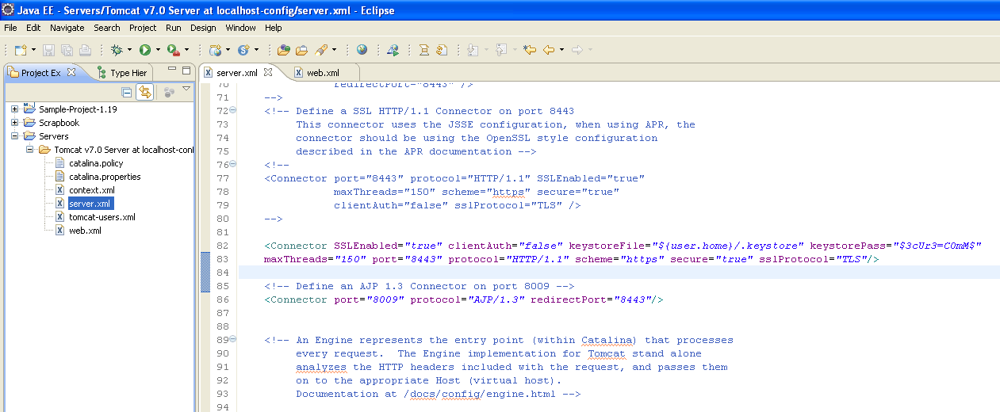 Java EE - Servers/Tomcat v7.0 Server at localhost-config/server.xml - Eclipse
File Edit Navigate Search Project Run Design Window Help
Project Ex Type Hier
server.xml web.xml
Sample-Project-1.19
Scrapbook
Servers
Tomcat v7.0 Server at localhost-conf
catalina.policy
catalina.properties
context.xml
server.xml
tomcat-users.xml
web.xml
70 redirectPort="8443" />
71 -->
72 <!-- Define a SSL HTTP/1.1 Connector on port 8443
73 This connector uses the JSSE configuration, when using APR, the
74 connector should be using the OpenSSL style configuration
75 described in the APR documentation -->
76 <!--
77 <Connector port="8443" protocol="HTTP/1.1" SSLEnabled="true"
78 maxThreads="150" scheme="https" secure="true"
79 clientAuth="false" sslProtocol="TLS" />
80 -->
81
82 <Connector SSLEnabled="true" clientAuth="false" keystoreFile="${user.home}/.keystore" keystorePass="$3cUr3=C0mM$"
83 maxThreads="150" port="8443" protocol="HTTP/1.1" scheme="https" secure="true" sslProtocol="TLS"/>
84
85 <!-- Define an AJP 1.3 Connector on port 8009 -->
86 <Connector port="8009" protocol="AJP/1.3" redirectPort="8443"/>
87
88
89 <!-- An Engine represents the entry point (within Catalina) that processes
90 every request. The Engine implementation for Tomcat stand alone
91 analyzes the HTTP headers included with the request, and passes them
92 on to the appropriate Host (virtual host).
93 Documentation at /docs/config/engine.html -->
94